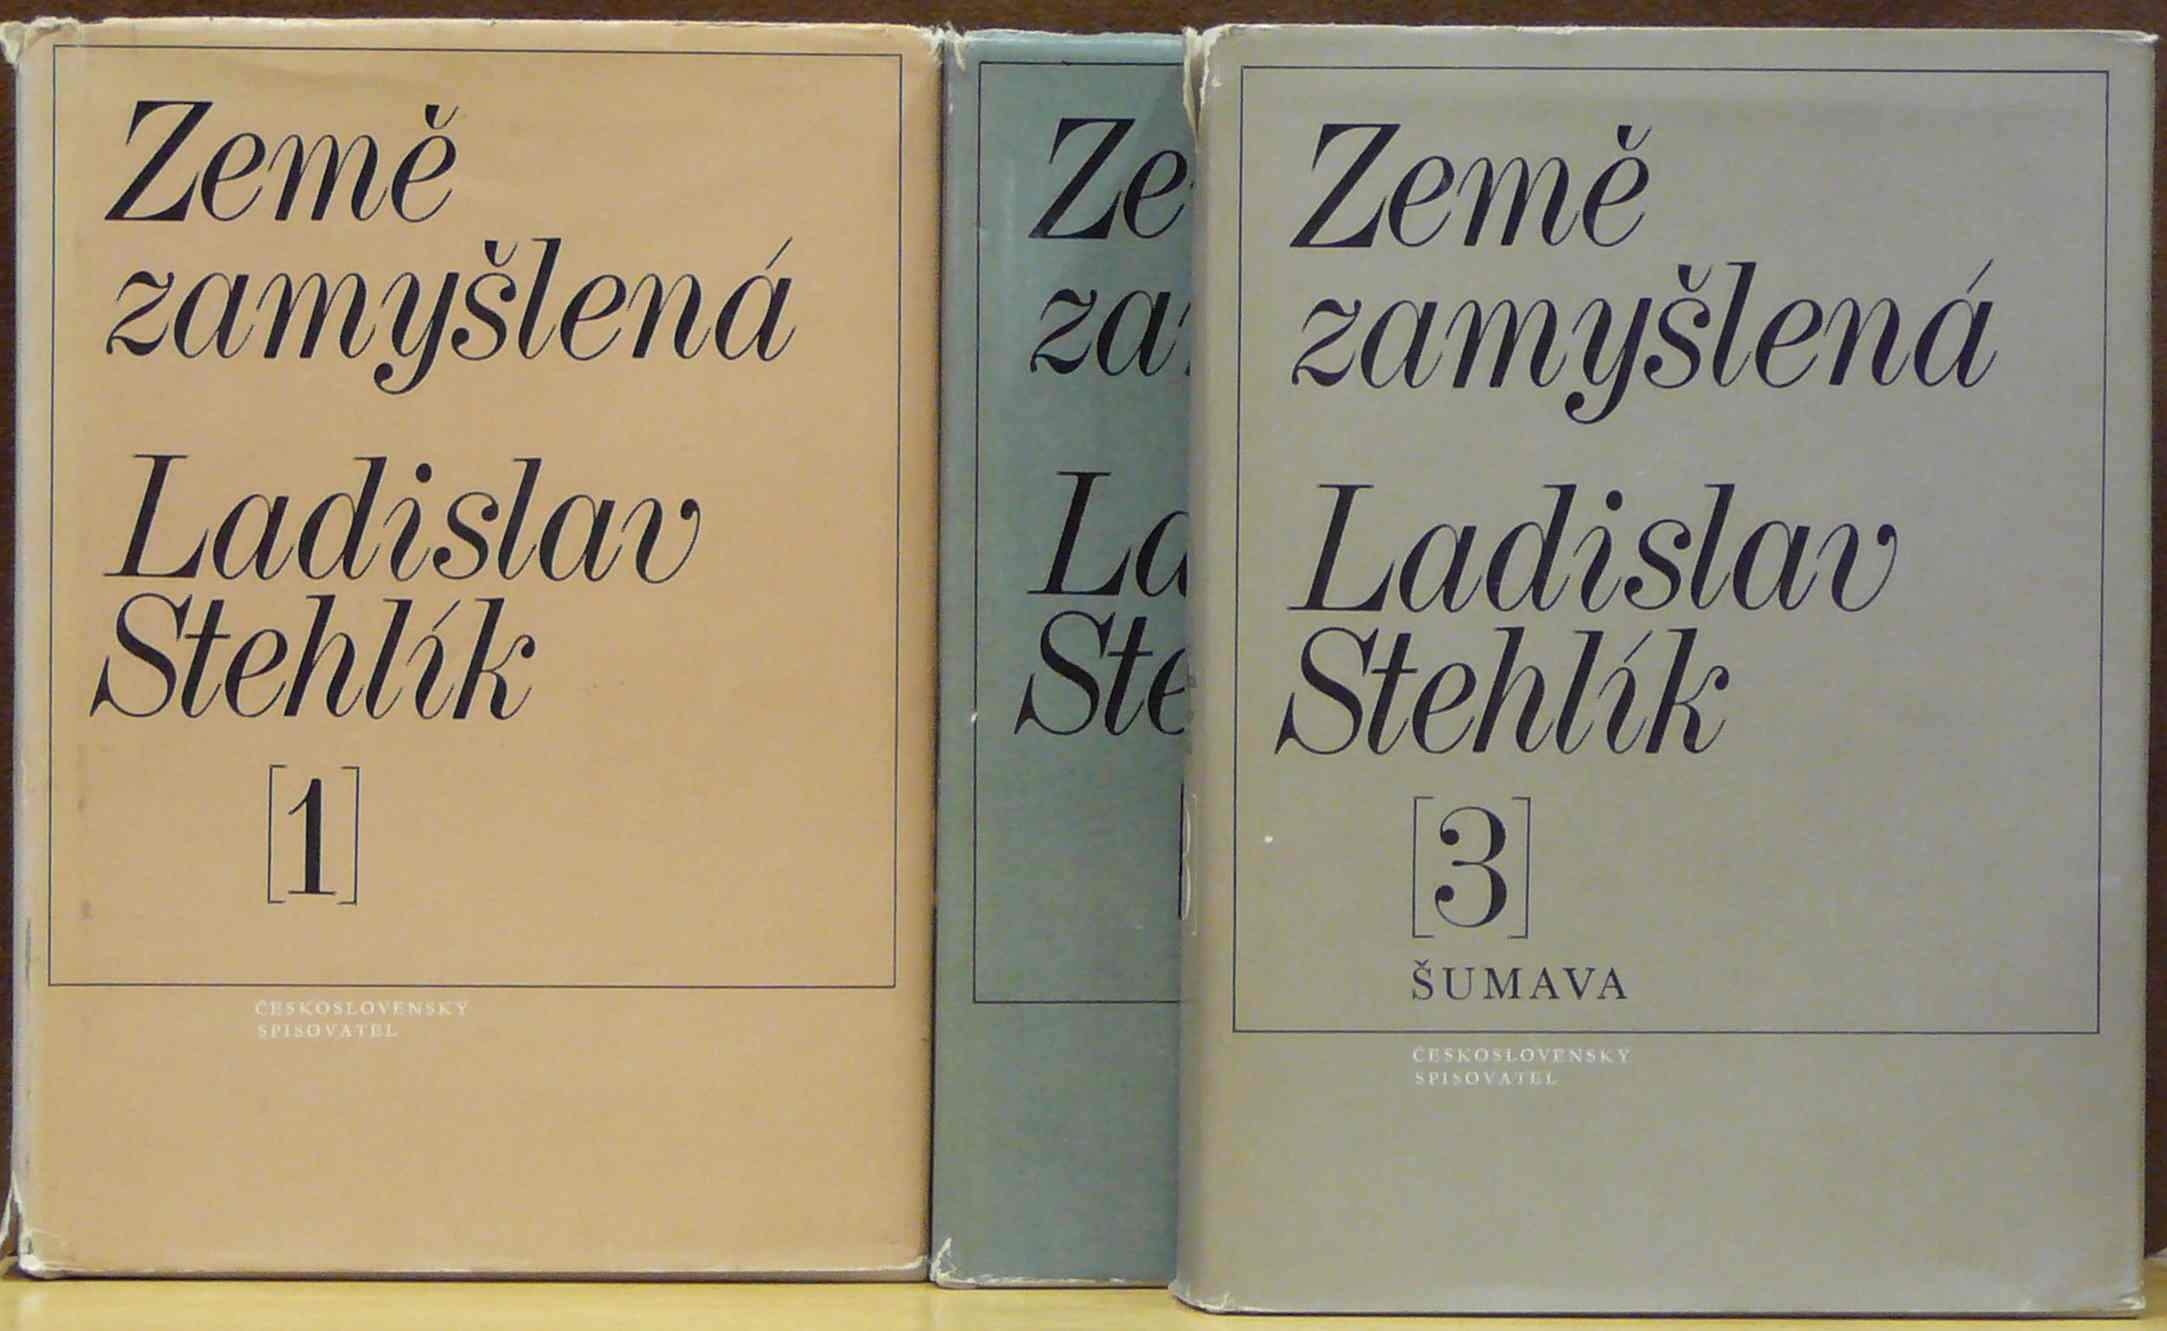 Země
zamyšlená
Ladislav
Stehlík
[1]
ČESKOSLOVENSKÝ
SPISOVATEL
Země
zamyšlená
Ladislav
Stehlík
[3]
ŠUMAVA
ČESKOSLOVENSKÝ
SPISOVATEL